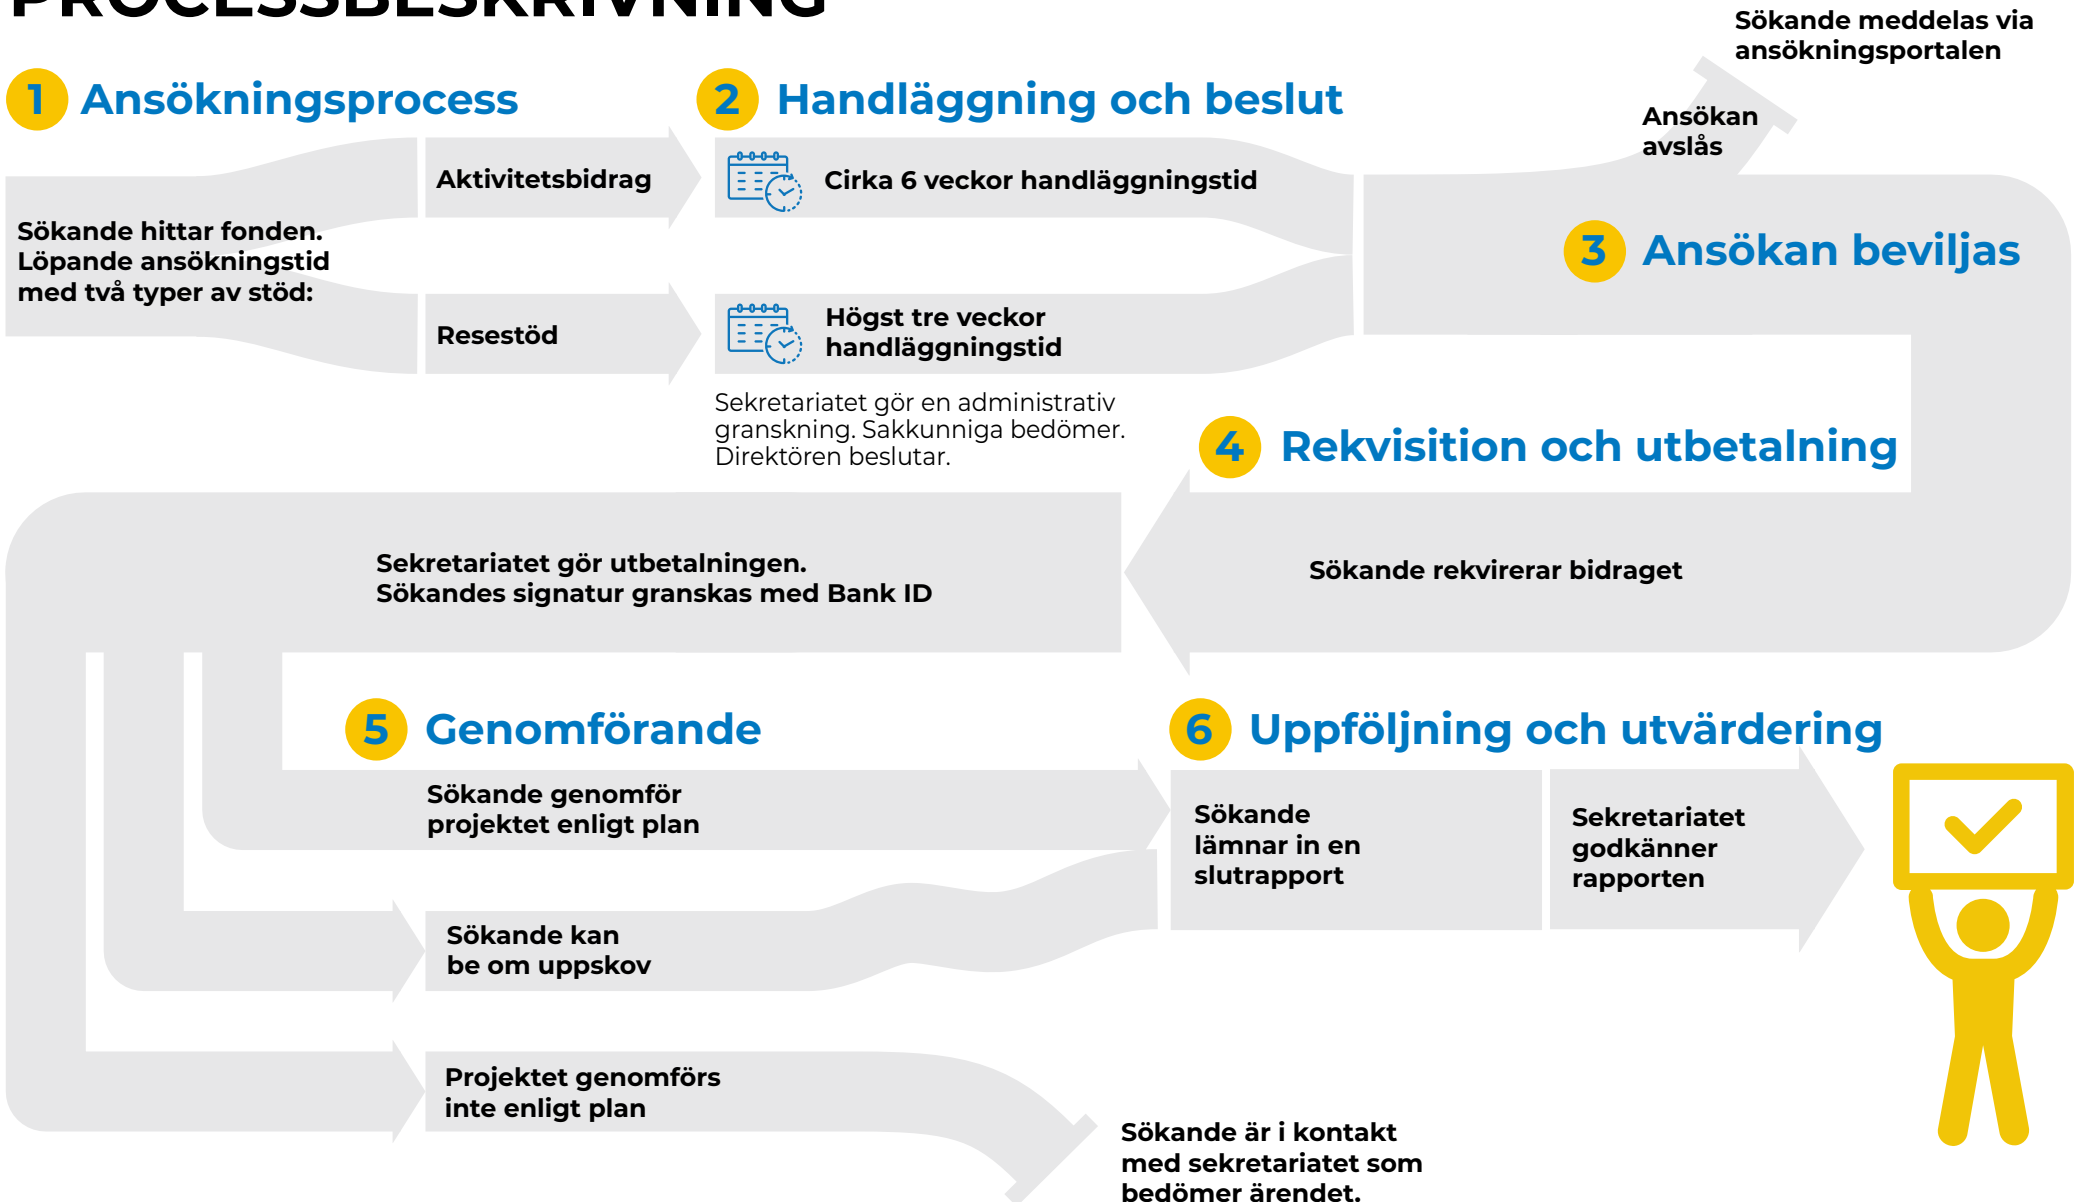 PROCESSBESKRIVNING
Sökande meddelas via
ansökningsportalen
1 Ansökningsprocess
2 Handläggning och beslut
Ansökan
avslås
Aktivitetsbidrag
Cirka 6 veckor handläggningstid
Sökande hittar fonden.
Löpande ansökningstid
med två typer av stöd:
3 Ansökan beviljas
Resestöd
Högst tre veckor
handläggningstid
Sekretariatet gör en administrativ
granskning. Sakkunniga bedömer.
Direktören beslutar.
4 Rekvisition och utbetalning
Sökande rekvirerar bidraget
Sekretariatet gör utbetalningen.
Sökandes signatur granskas med Bank ID
5 Genomförande
6 Uppföljning och utvärdering
Sökande genomför
projektet enligt plan
Sökande
lämnar in en
slutrapport
Sekretariatet
godkänner
rapporten
Sökande kan
be om uppskov
Projektet genomförs
inte enligt plan
Sökande är i kontakt
med sekretariatet som
bedömer ärendet.